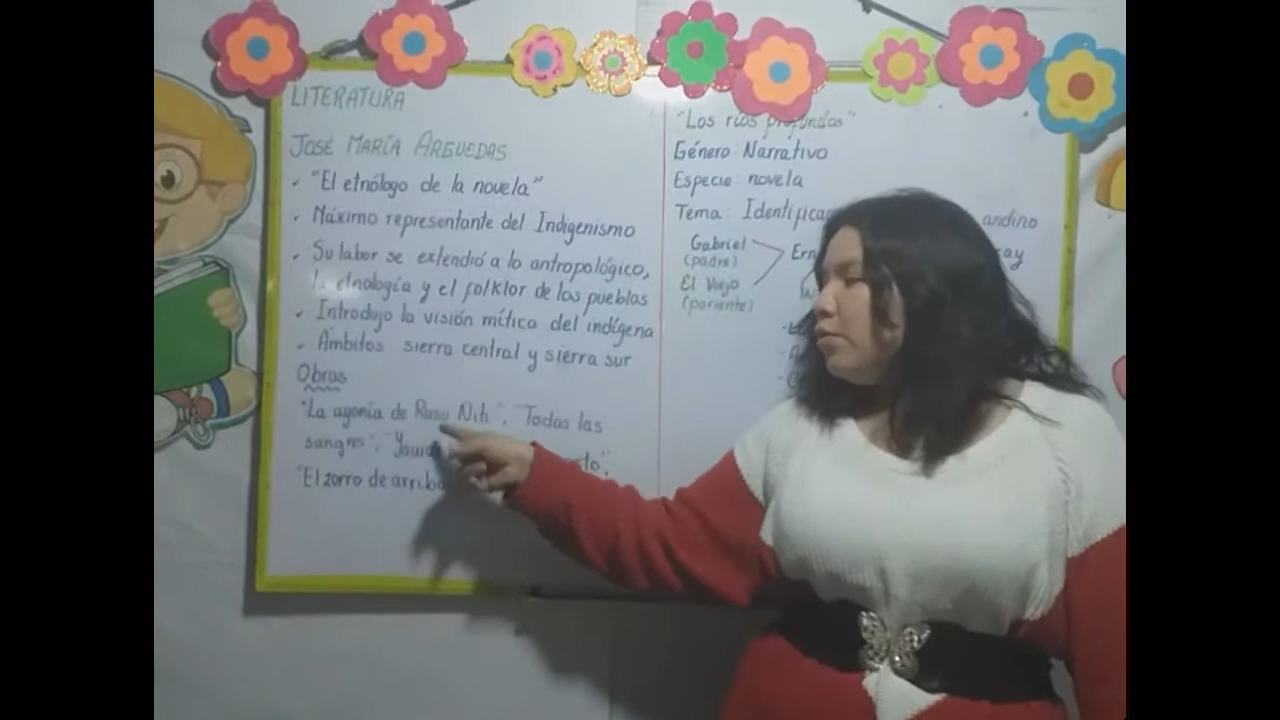 LITERATURA
JOSÉ MARÍA ARGUEDAS
✓ "El etnólogo de la novela"
✓ Máximo representante del Indigenismo
✓ Su labor se extendió a lo antropológico,
la etnología y el folklor de los pueblos
✓ Introdujo la visión mítica del indígena
✓ Ámbitos sierra central y sierra sur
Obras
"La agonía de Rasu Ñiti", "Todas las
sangres",
"El zorro de arriba
"Los ríos profundos"
Género: Narrativo
Especie: novela
Tema: andino
Gabriel
(padre)
El Viejo
(pariente)